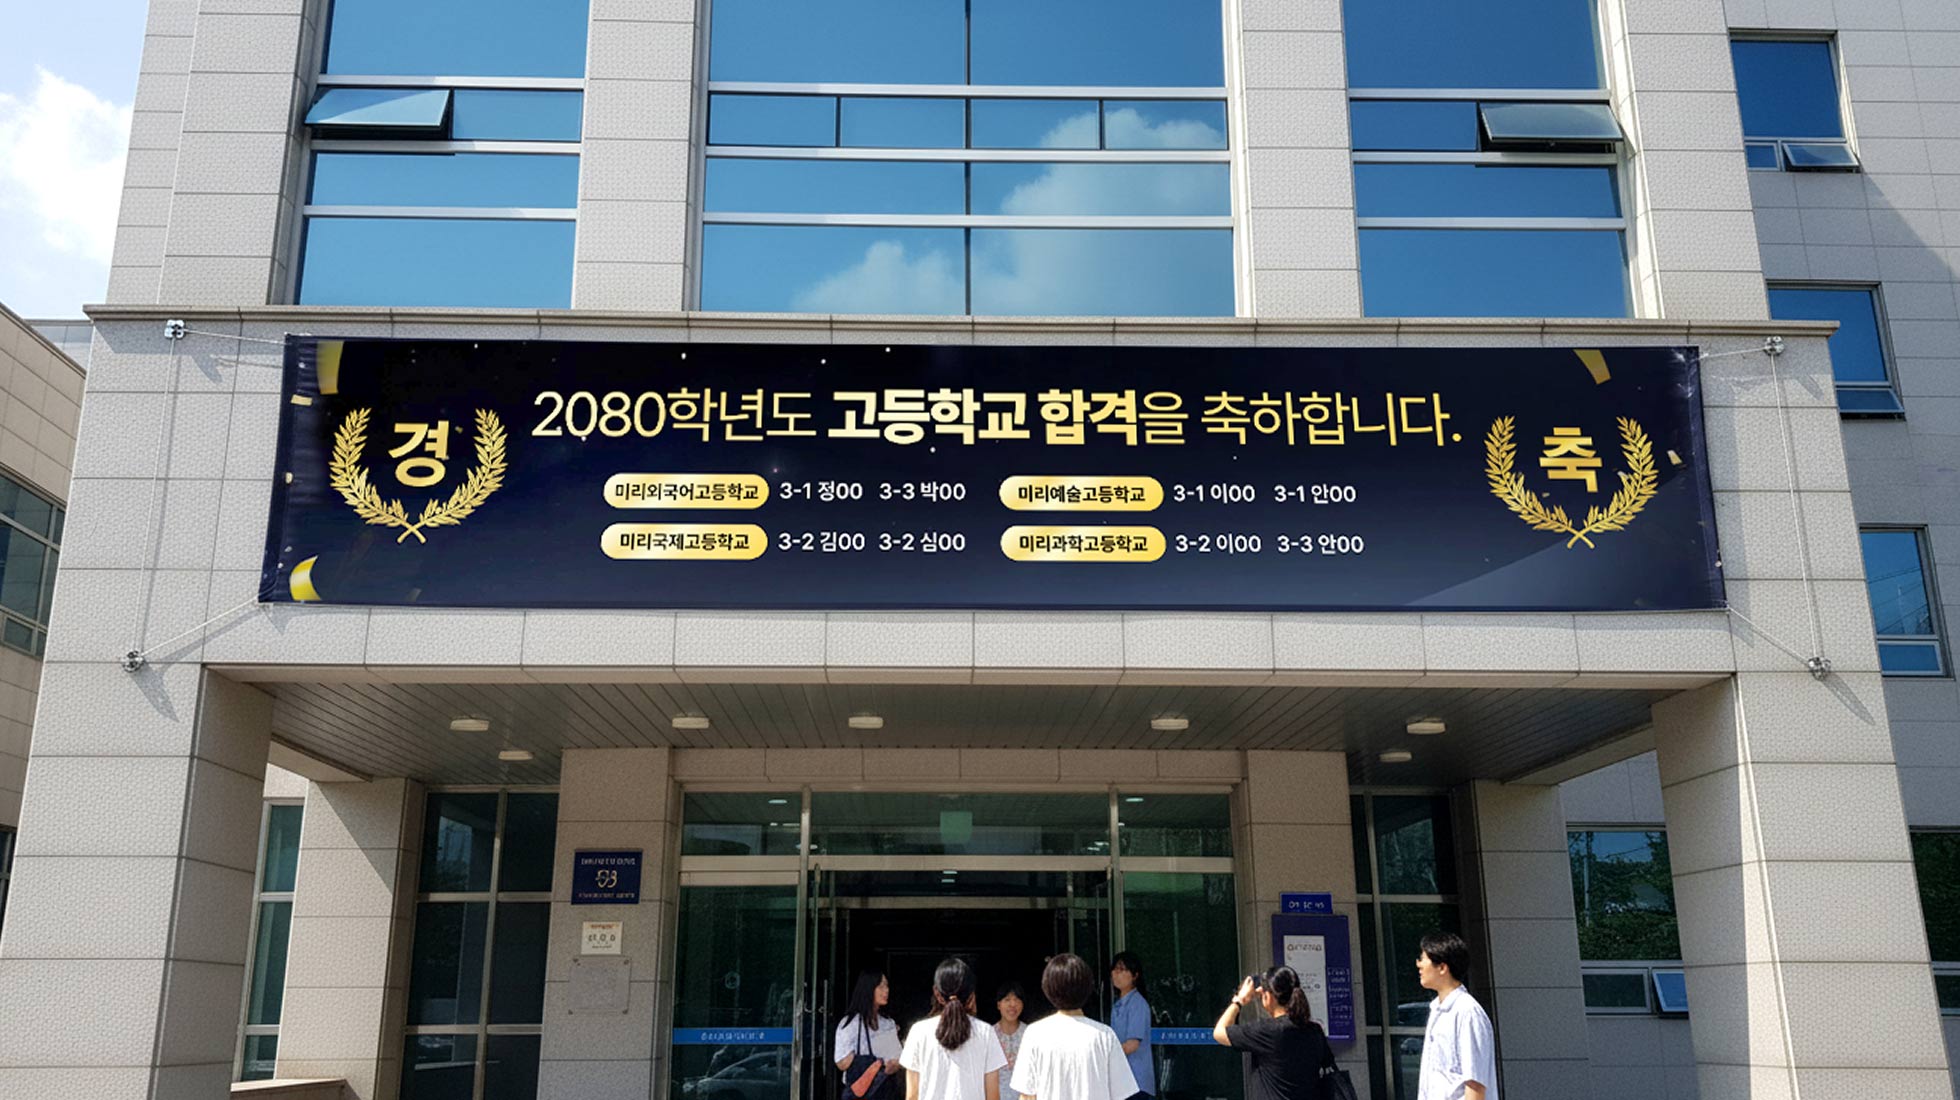 경
2080학년도 고등학교 합격을 축하합니다.
축
미리외국어고등학교 3-1 정00 3-3 박00
미리예술고등학교 3-1 이00 3-1 안00
미리국제고등학교 3-2 김00 3-2 심00
미리과학고등학교 3-2 이00 3-3 안00